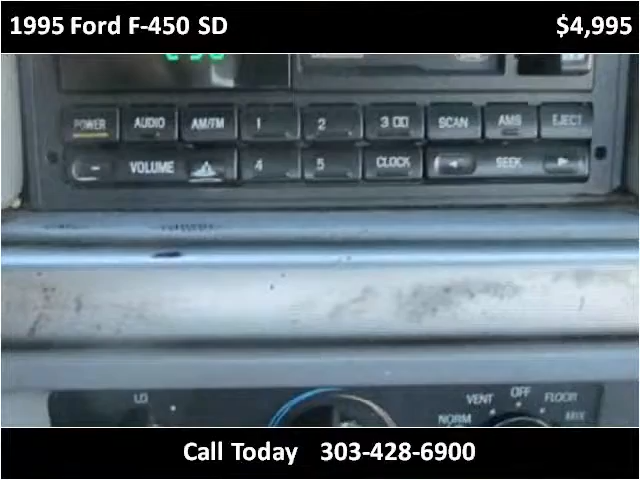 1995 Ford F-450 SD $4,995
POWER AUDIO AM/FM 1 2 3 SCAN AMS EJECT
- VOLUME 4 5 CLOCK SEEK
LO VENT OFF FLOOR
NORM
Call Today 303-428-6900